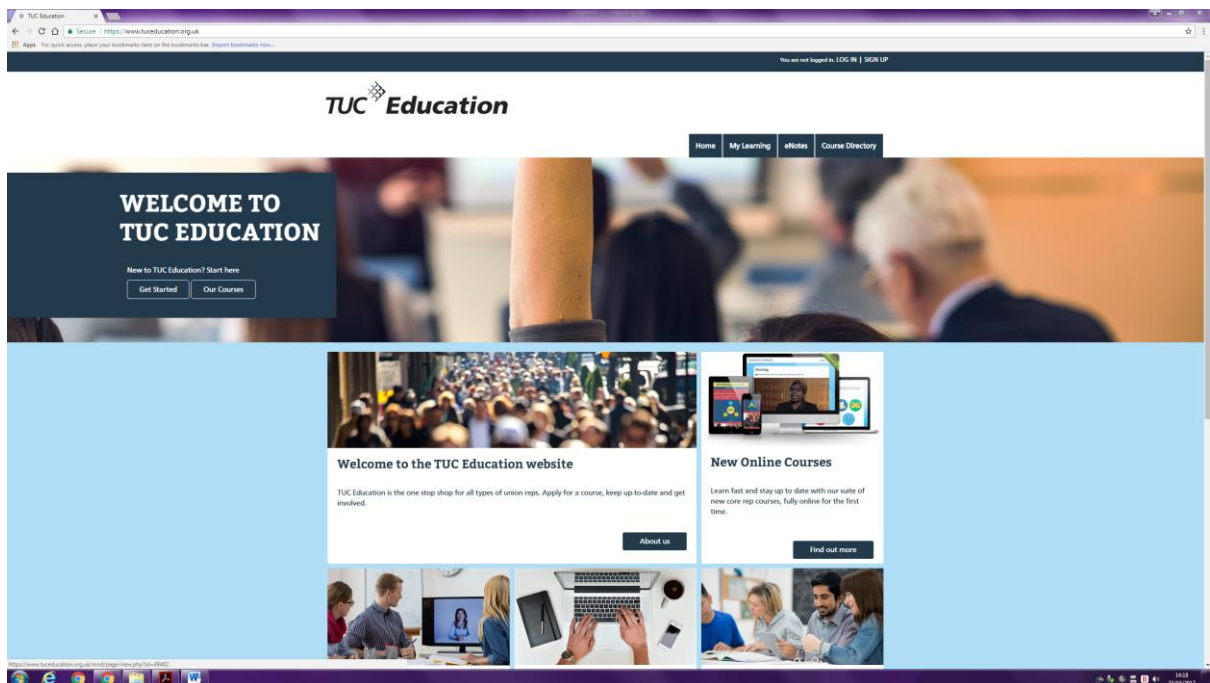 TUC Education
Secure | https://www.tuceducation.org.uk
Apps For quick access, place your bookmarks here on the bookmarks bar. Import bookmarks now...
You are not logged in. LOG IN | SIGN UP
TUC Education
Home My Learning eNotes Course Directory
WELCOME TO
TUC EDUCATION
New to TUC Education? Start here
Get Started Our Courses
Welcome to the TUC Education website
TUC Education is the one stop shop for all types of union reps. Apply for a course, keep up-to-date and get
involved.
About us
New Online Courses
Learn fast and stay up to date with our suite of
new core rep courses, fully online for the first
time.
Find out more
https://www.tuceducation.org.uk/mod/page/view.php?id=49402
14:18